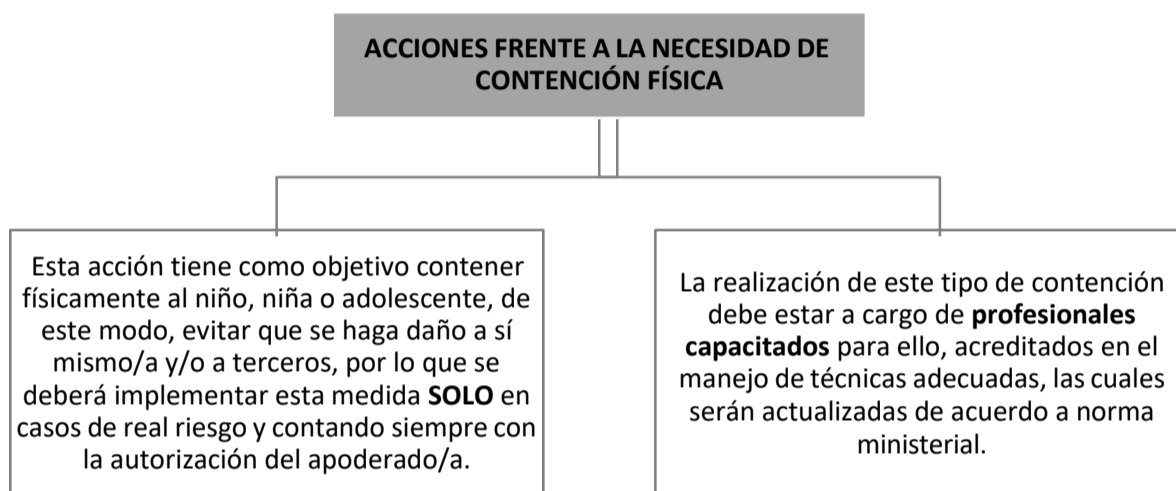 ACCIONES FRENTE A LA NECESIDAD DE
CONTENCIÓN FÍSICA
Esta acción tiene como objetivo contener
físicamente al niño, niña o adolescente, de
este modo, evitar que se haga daño a sí
mismo/a y/o a terceros, por lo que se
deberá implementar esta medida SOLO en
casos de real riesgo y contando siempre con
la autorización del apoderado/a.
La realización de este tipo de contención
debe estar a cargo de profesionales
capacitados para ello, acreditados en el
manejo de técnicas adecuadas, las cuales
serán actualizadas de acuerdo a norma
ministerial.